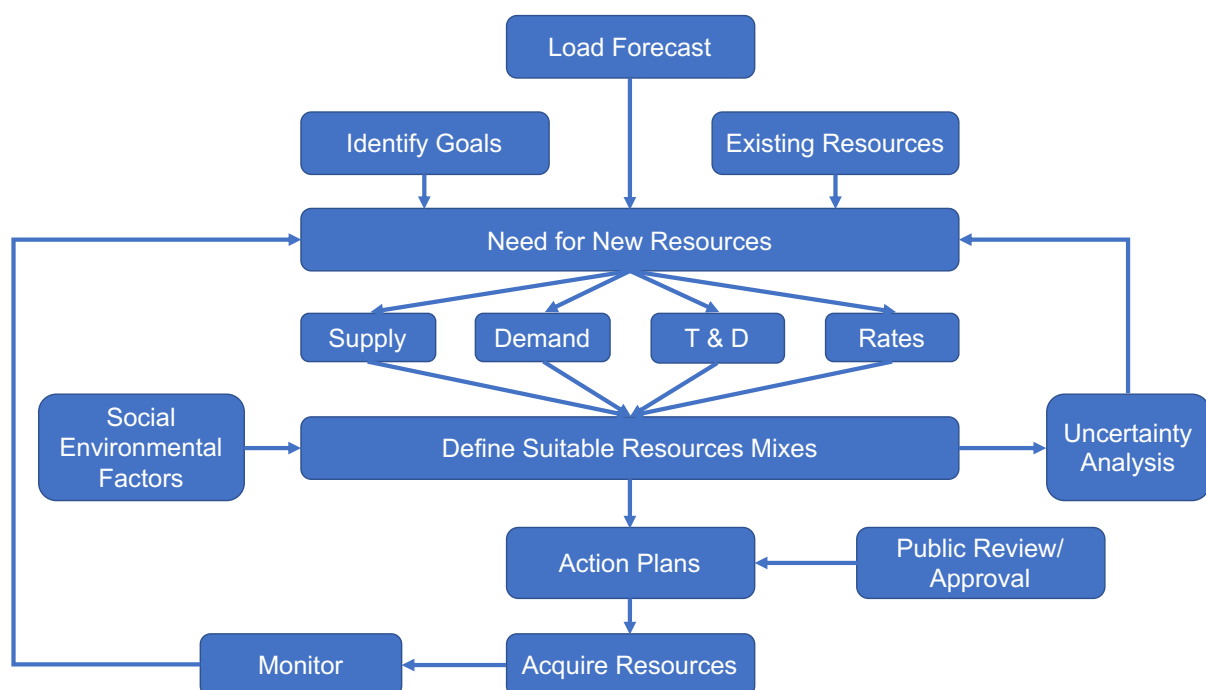 Load Forecast
Identify Goals
Existing Resources
Need for New Resources
Supply
Demand
T & D
Rates
Social
Environmental
Factors
Define Suitable Resources Mixes
Uncertainty
Analysis
Action Plans
Public Review/
Approval
Monitor
Acquire Resources